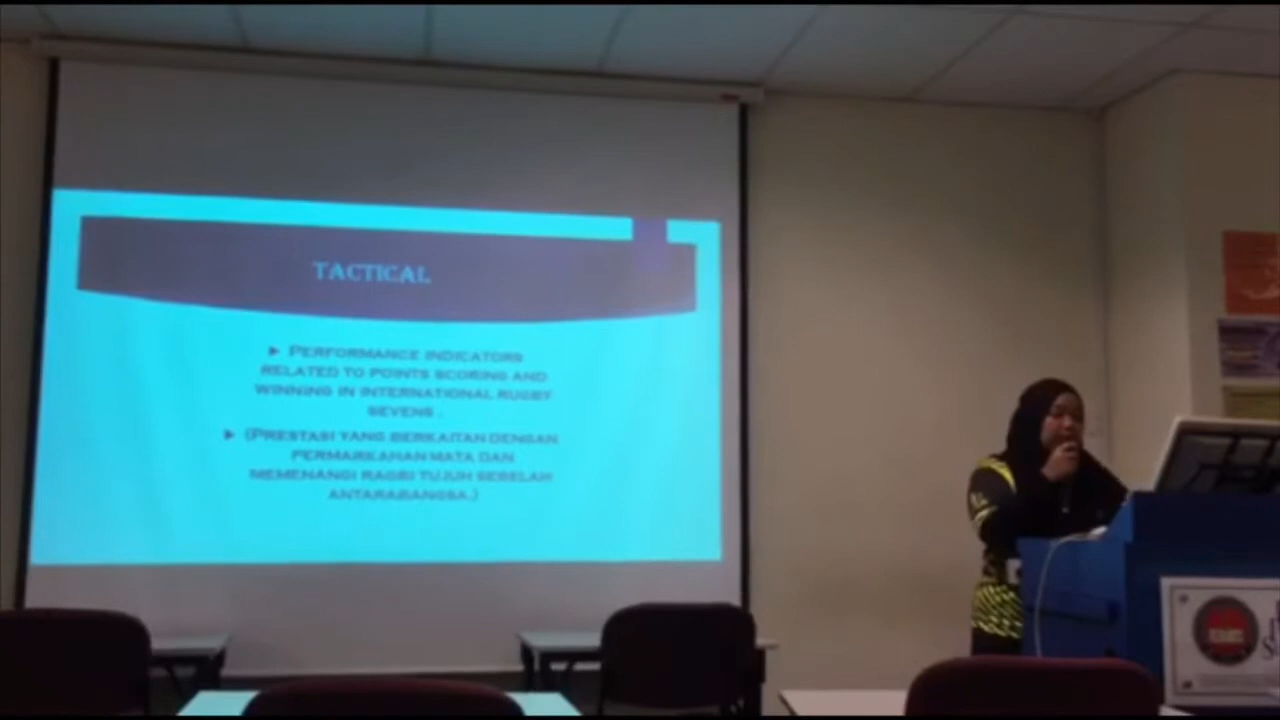 TACTICAL
► PERFORMANCE INDICATORS
RELATED TO POINTS SCORING AND
WINNING IN INTERNATIONAL RUGBY
SEVENS .
► (PRESTASI YANG BERKAITAN DENGAN
PERMARKAHAN MATA DAN
MEMENANGI RAGBI TUJUH SEBELAH
ANTARABANGSA.)